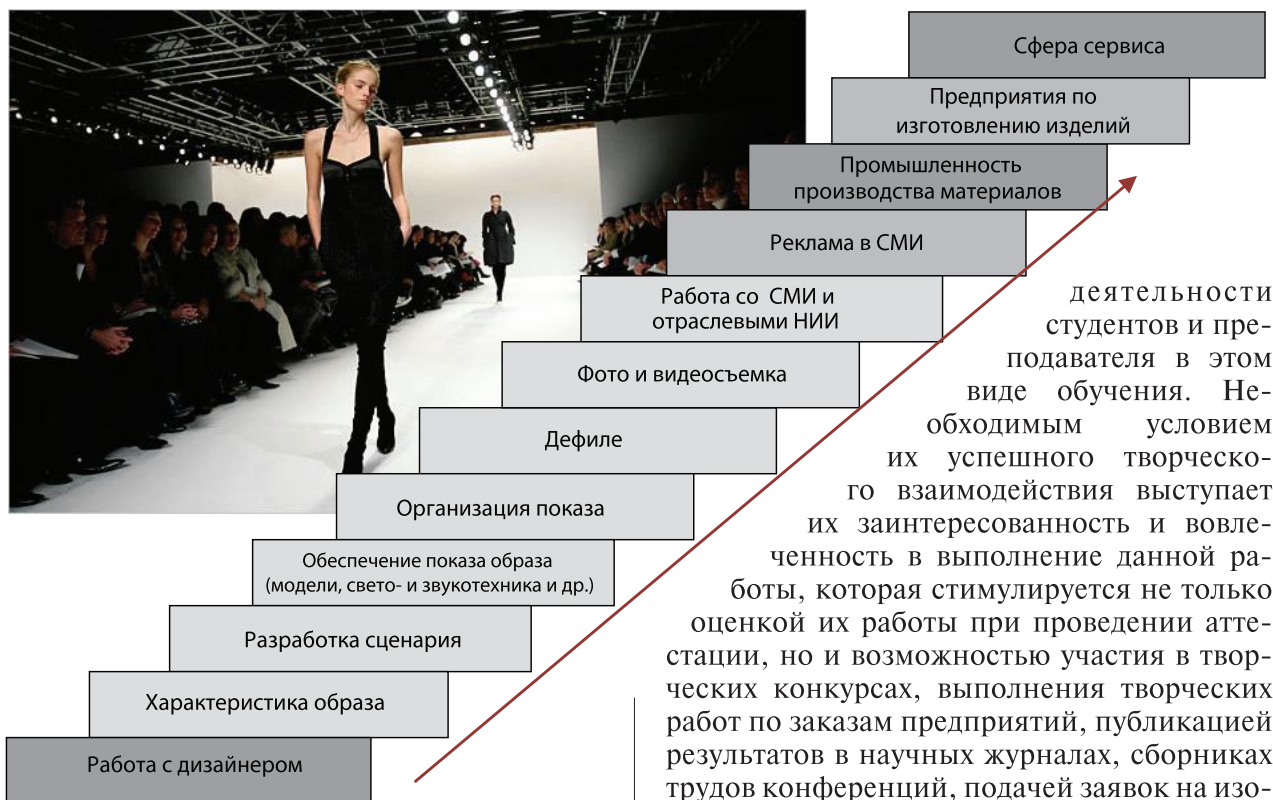 Сфера сервиса
Предприятия по
изготовлению изделий
Промышленность
производства материалов
Реклама в СМИ
Работа со СМИ и
отраслевыми НИИ
Фото и видеосъемка
Дефиле
Организация показа
Обеспечение показа образа
(модели, свето- и звукотехника и др.)
Разработка сценария
Характеристика образа
Работа с дизайнером
деятельности
студентов и пре-
подавателя в этом
виде обучения. Не-
обходимым условием
их успешного творческо-
го взаимодействия выступает
их заинтересованность и вовле-
ченность в выполнение данной ра-
боты, которая стимулируется не только
оценкой их работы при проведении атте-
стации, но и возможностью участия в твор-
ческих конкурсах, выполнения творческих
работ по заказам предприятий, публикацией
результатов в научных журналах, сборниках
трудов конференций, подачей заявок на изо-